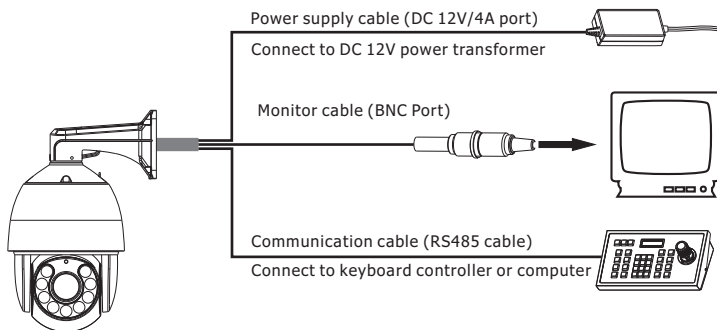 Power supply cable (DC 12V/4A port)
Connect to DC 12V power transformer
Monitor cable (BNC Port)
Communication cable (RS485 cable)
Connect to keyboard controller or computer